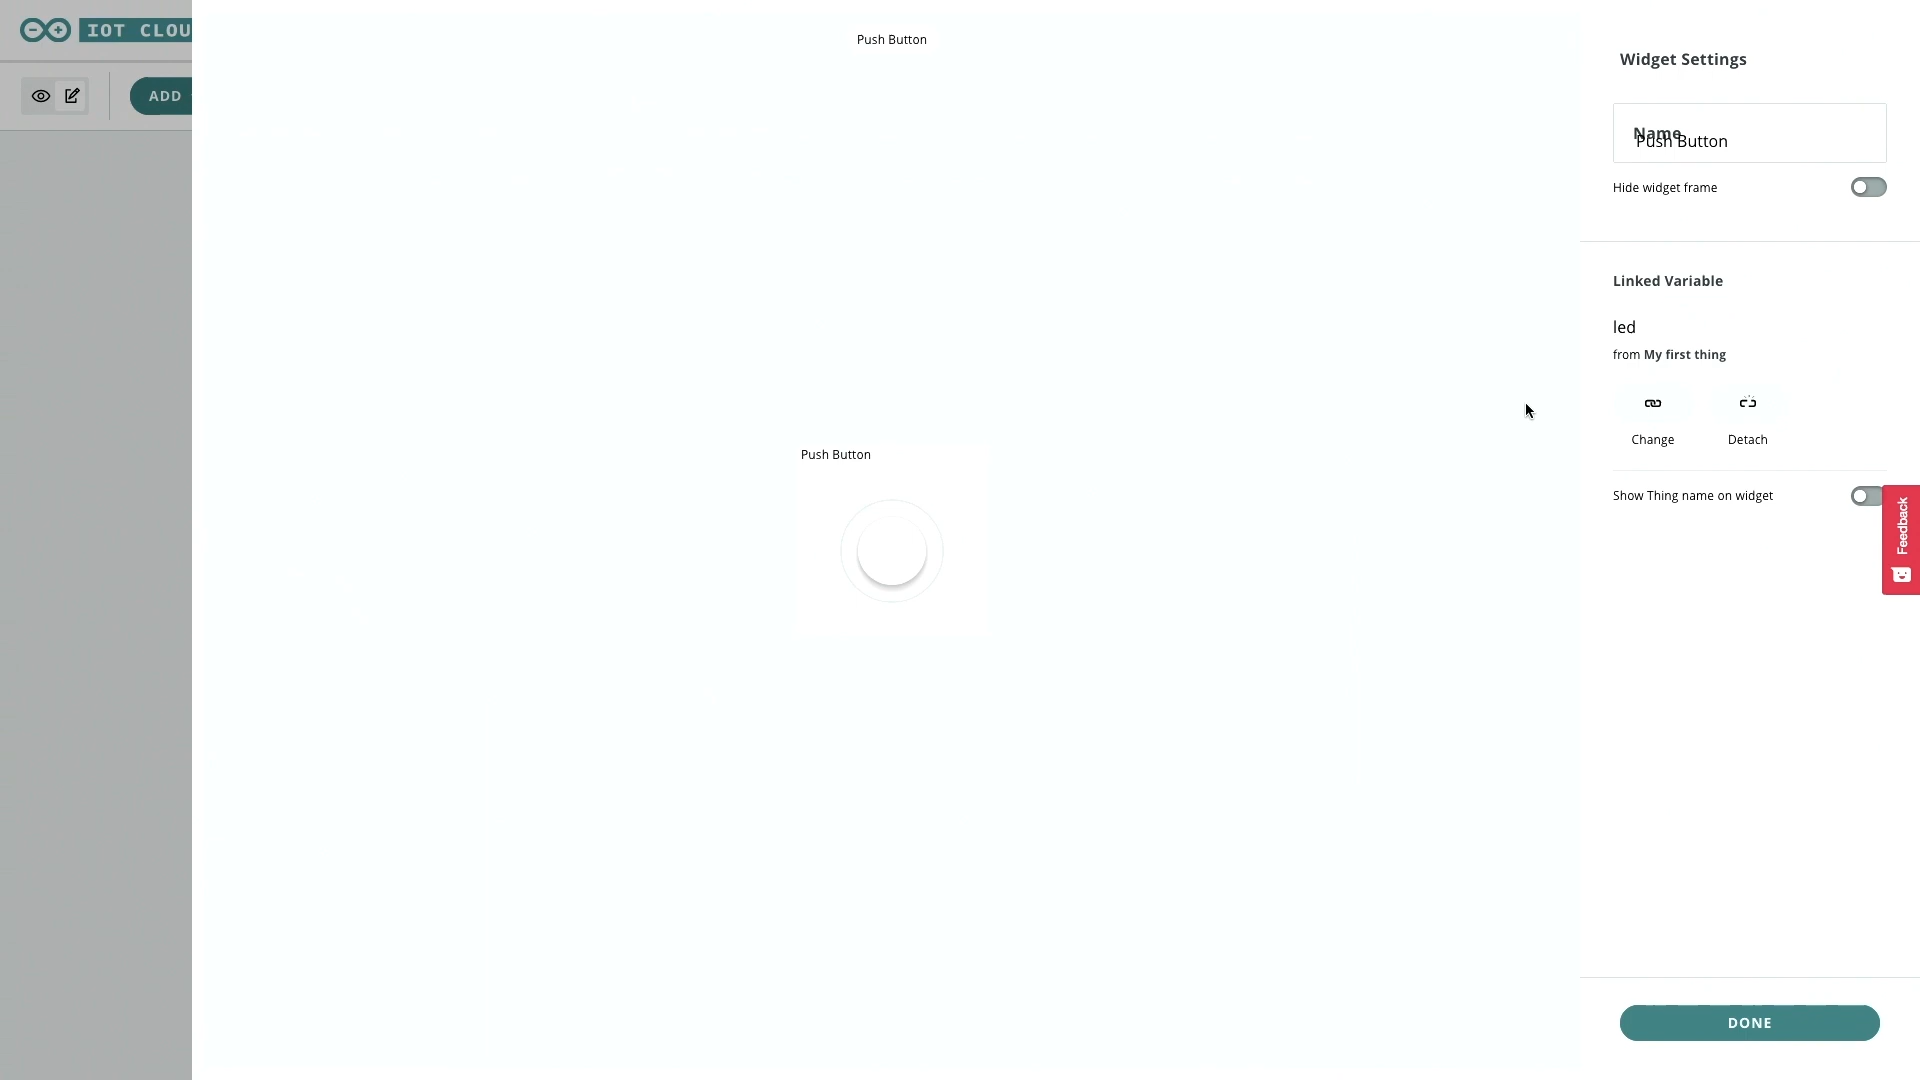 IOT CLOU
Push Button
Widget Settings
ADD
Name
Push Button
Hide widget frame
Linked Variable
led
from My first thing
Change
Detach
Push Button
Show Thing name on widget
Feedback
DONE